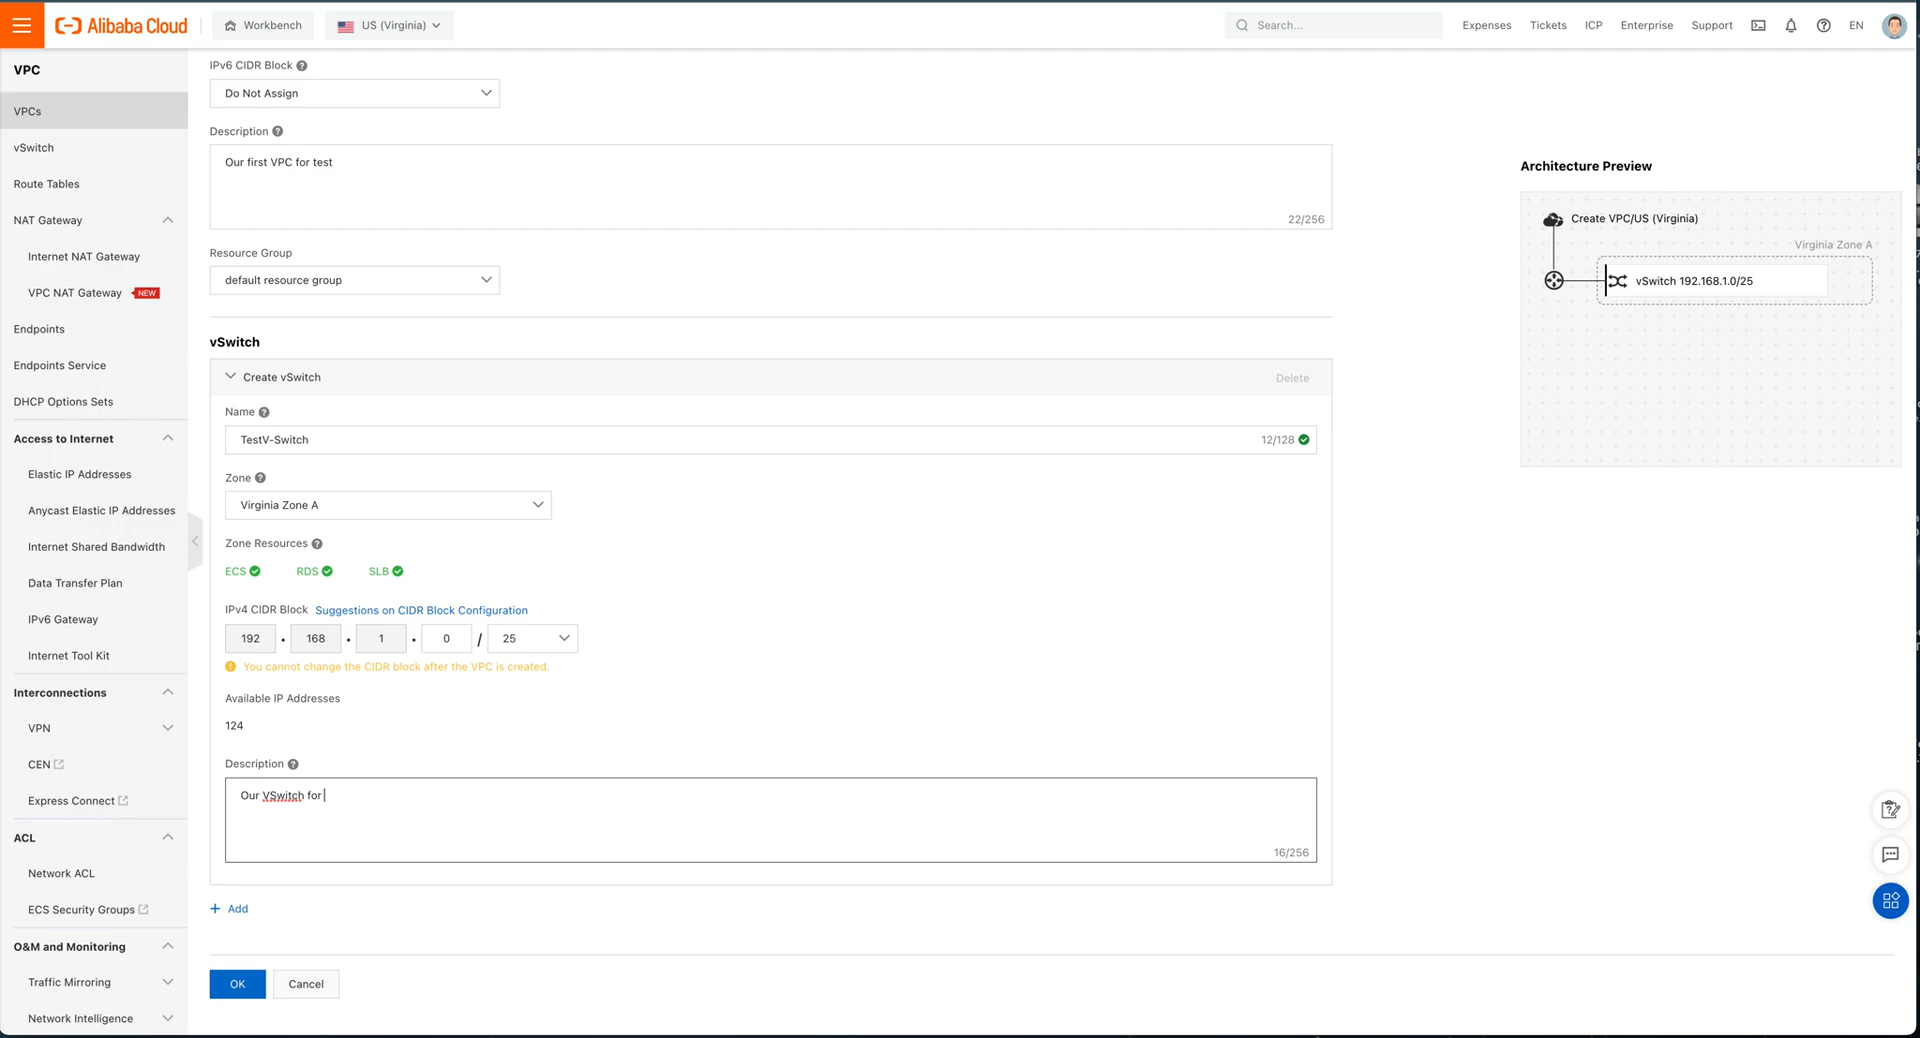 Alibaba Cloud
Workbench
US (Virginia)
Search...
Expenses
Tickets
ICP
Enterprise
Support
EN
VPC
VPCs
vSwitch
Route Tables
NAT Gateway
Internet NAT Gateway
VPC NAT Gateway NEW
Endpoints
Endpoints Service
DHCP Options Sets
Access to Internet
Elastic IP Addresses
Anycast Elastic IP Addresses
Internet Shared Bandwidth
Data Transfer Plan
IPv6 Gateway
Internet Tool Kit
Interconnections
VPN
CEN
Express Connect
ACL
Network ACL
ECS Security Groups
O&M and Monitoring
Traffic Mirroring
Network Intelligence
IPv6 CIDR Block
Do Not Assign
Description
Our first VPC for test
22/256
Resource Group
default resource group
vSwitch
Create vSwitch
Delete
Name
TestV-Switch
12/128
Zone
Virginia Zone A
Zone Resources
ECS RDS SLB
IPv4 CIDR Block Suggestions on CIDR Block Configuration
192 . 168 . 1 . 0 / 25
You cannot change the CIDR block after the VPC is created.
Available IP Addresses
124
Description
Our VSwitch for
16/256
+ Add
OK
Cancel
Architecture Preview
Create VPC/US (Virginia)
Virginia Zone A
vSwitch 192.168.1.0/25